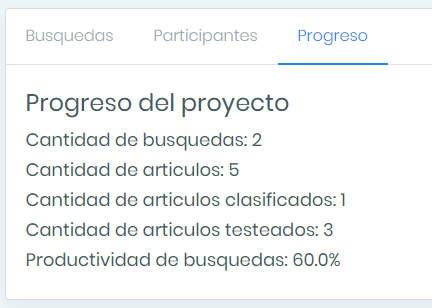 Busquedas Participantes Progreso
Progreso del proyecto
Cantidad de busquedas: 2
Cantidad de articulos: 5
Cantidad de articulos clasificados: 1
Cantidad de articulos testeados: 3
Productividad de busquedas: 60.0%